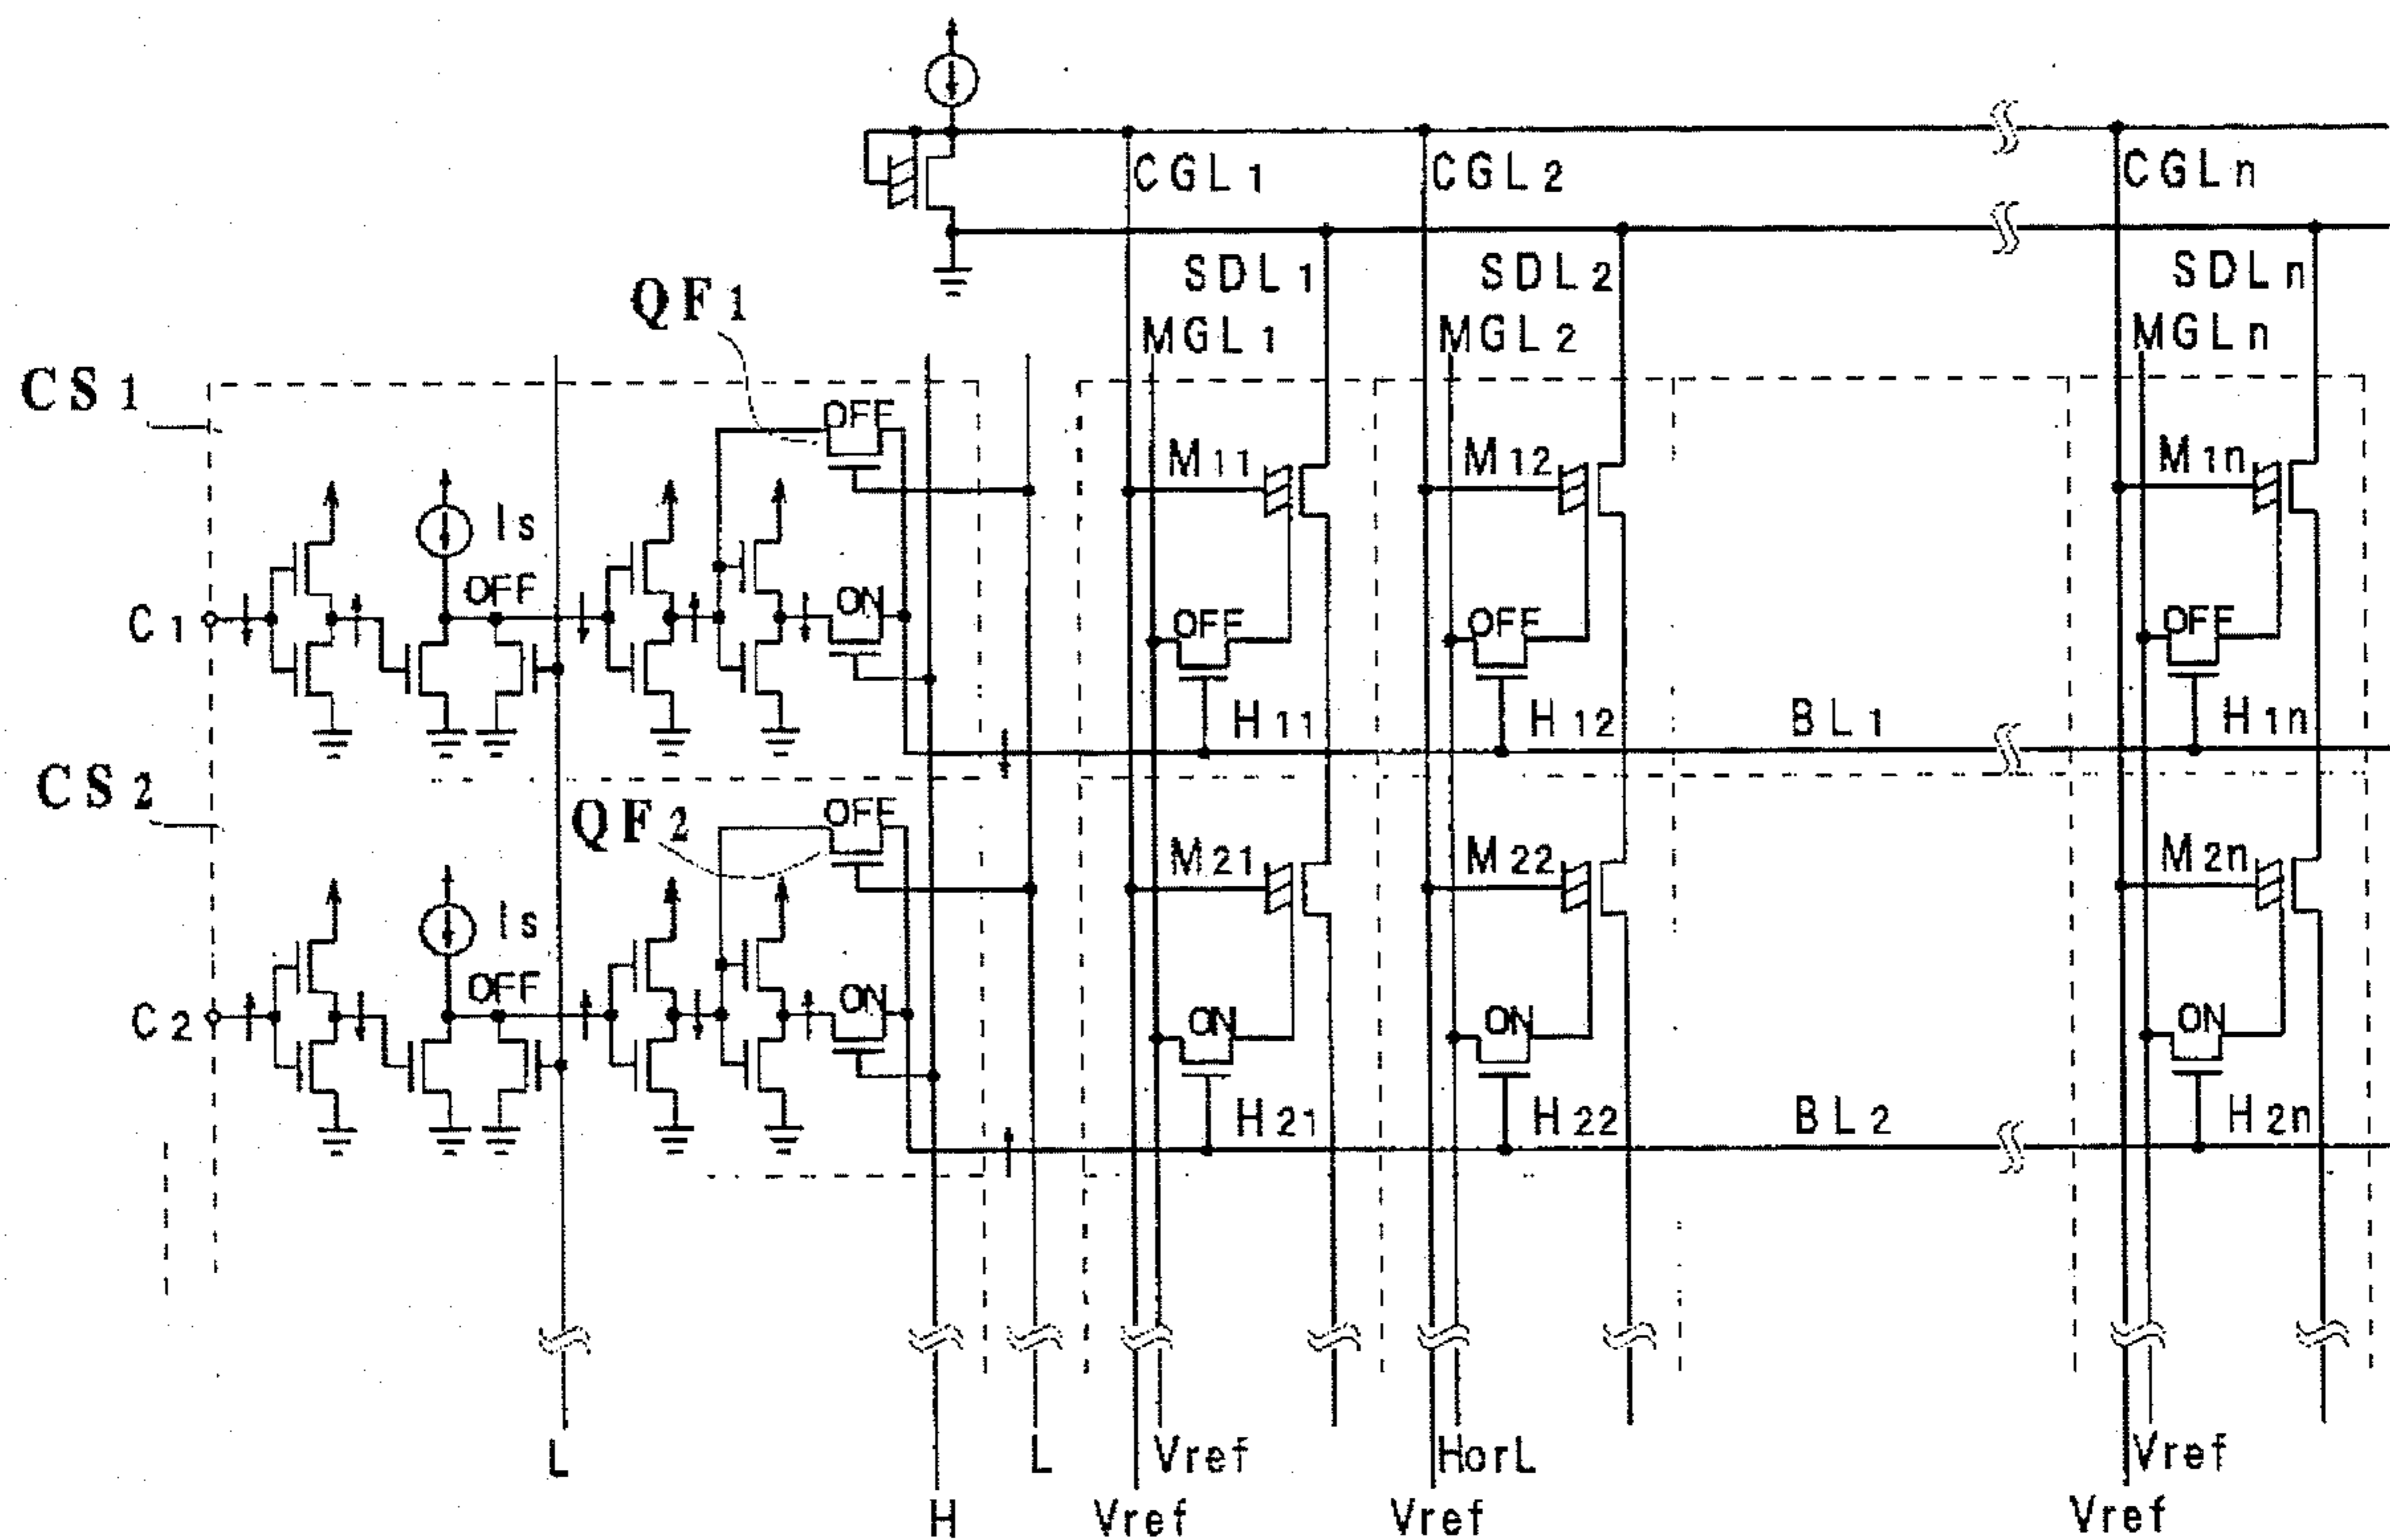 CGL1 CGL2 CGLn
SDL1 SDL2 SDLn
QF1
MGL1 MGL2 MGLn
CS1
OFF
M11 M12 M1n
Is
OFF ON OFF OFF OFF
C1
H11 H12 BL1 H1n
CS2
QF2 OFF
M21 M22 M2n
Is
OFF ON ON ON ON
C2
H21 H22 BL2 H2n
L L Vref HorL Vref
H Vref Vref Vref